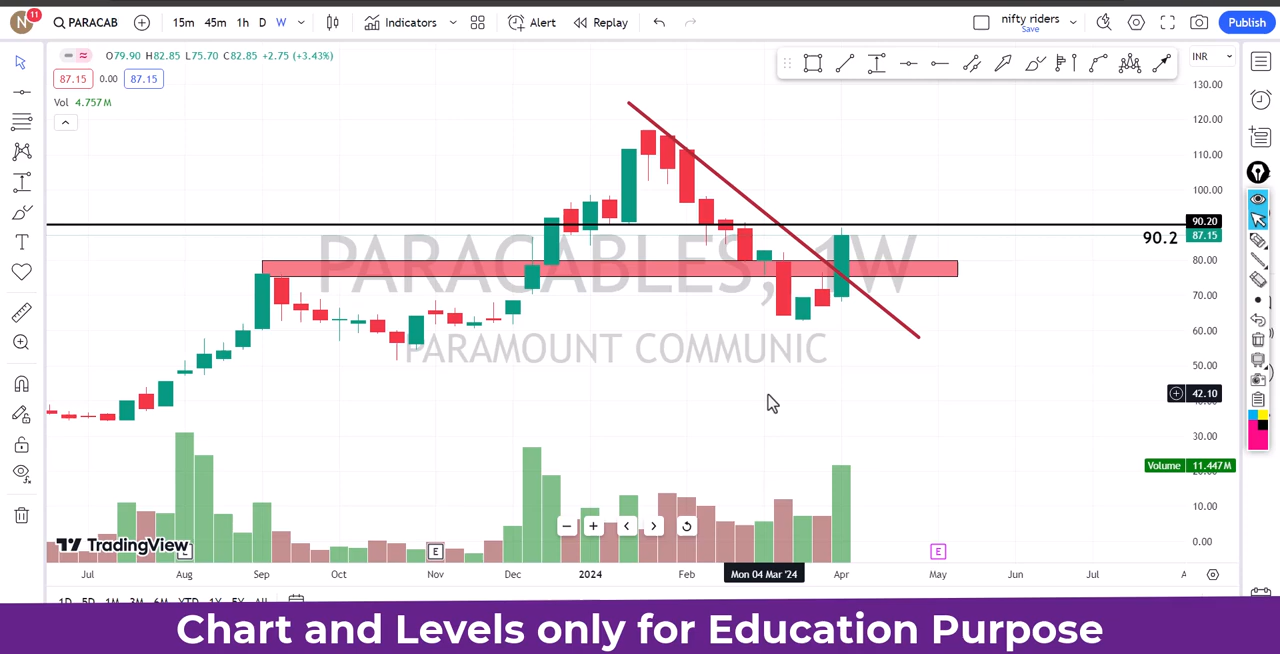 N 11 PARACAB 15m 45m 1h D W Indicators Alert Replay nifty riders Save Publish
O79.90 H82.85 L75.70 C82.85 +2.75 (+3.43%)
INR
87.15 0.00 87.15
Vol 4.757M
130.00
120.00
110.00
100.00
90.20
90.2 87.15
80.00
70.00
60.00
50.00
42.10
30.00
Volume 11.447M
10.00
0.00
PARACABLES, 1W
PARAMOUNT COMMUNIC
TradingView
E E E
Jul Aug Sep Oct Nov Dec 2024 Feb Mon 04 Mar '24 Apr May Jun Jul A
1D 5D 1M 3M 6M YTD 1Y 5Y All
Chart and Levels only for Education Purpose